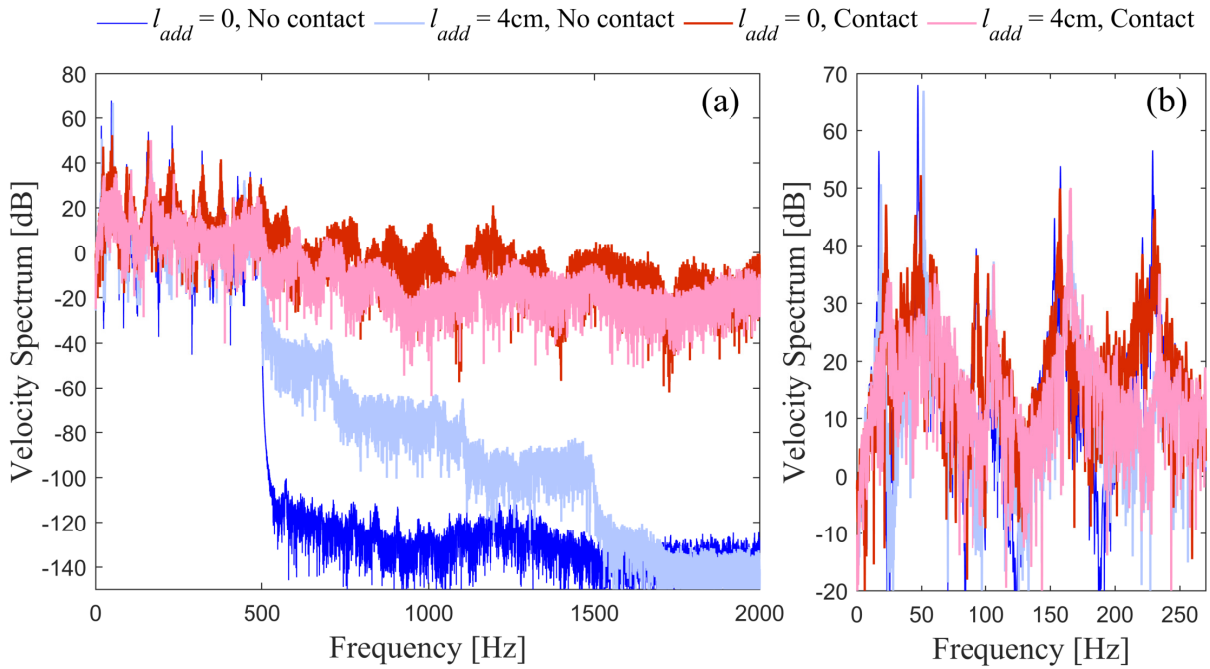 l_add = 0, No contact l_add = 4cm, No contact l_add = 0, Contact l_add = 4cm, Contact
(a)
Velocity Spectrum [dB]
80
60
40
20
0
-20
-40
-60
-80
-100
-120
-140
0 500 1000 1500 2000
Frequency [Hz]
(b)
Velocity Spectrum [dB]
70
60
50
40
30
20
10
0
-10
-20
0 50 100 150 200 250
Frequency [Hz]